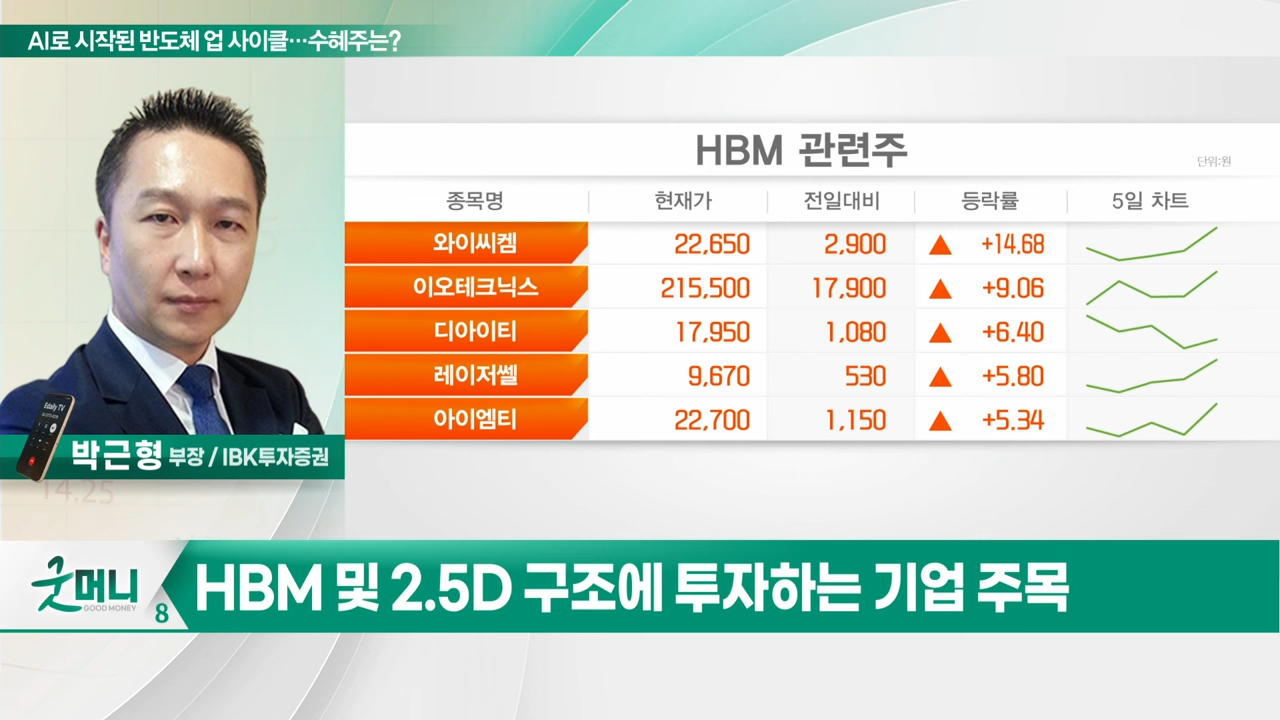 AI로 시작된 반도체 업 사이클…수혜주는?
HBM 관련주
단위:원
종목명 현재가 전일대비 등락률 5일 차트
와이씨켐 22,650 2,900 ▲ +14.68
이오테크닉스 215,500 17,900 ▲ +9.06
디아이티 17,950 1,080 ▲ +6.40
레이저쎌 9,670 530 ▲ +5.80
아이엠티 22,700 1,150 ▲ +5.34
Edaily TV
박근형 부장 / IBK투자증권
14.25
굿머니
GOOD MONEY
8
HBM 및 2.5D 구조에 투자하는 기업 주목